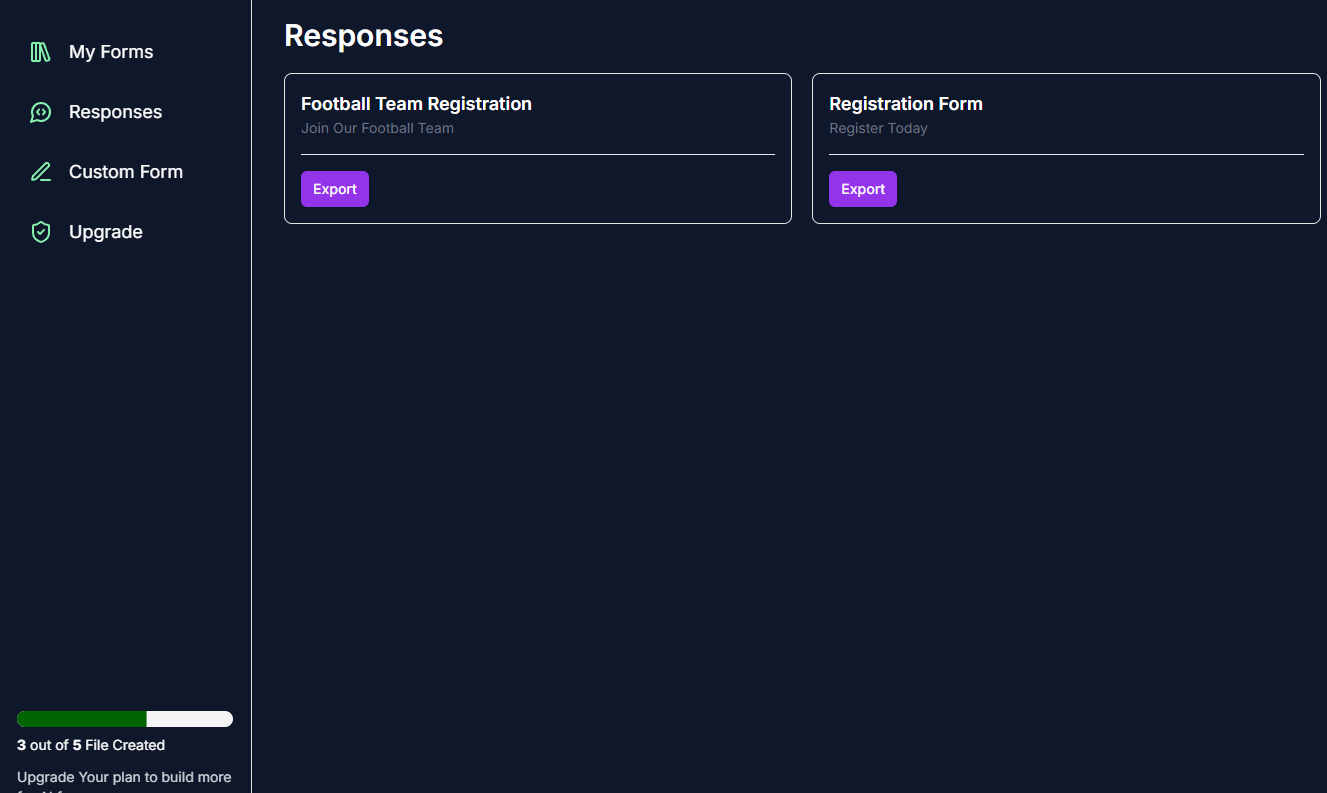 My Forms
Responses
Custom Form
Upgrade
3 out of 5 File Created
Upgrade Your plan to build more
Responses
Football Team Registration
Join Our Football Team
Export
Registration Form
Register Today
Export